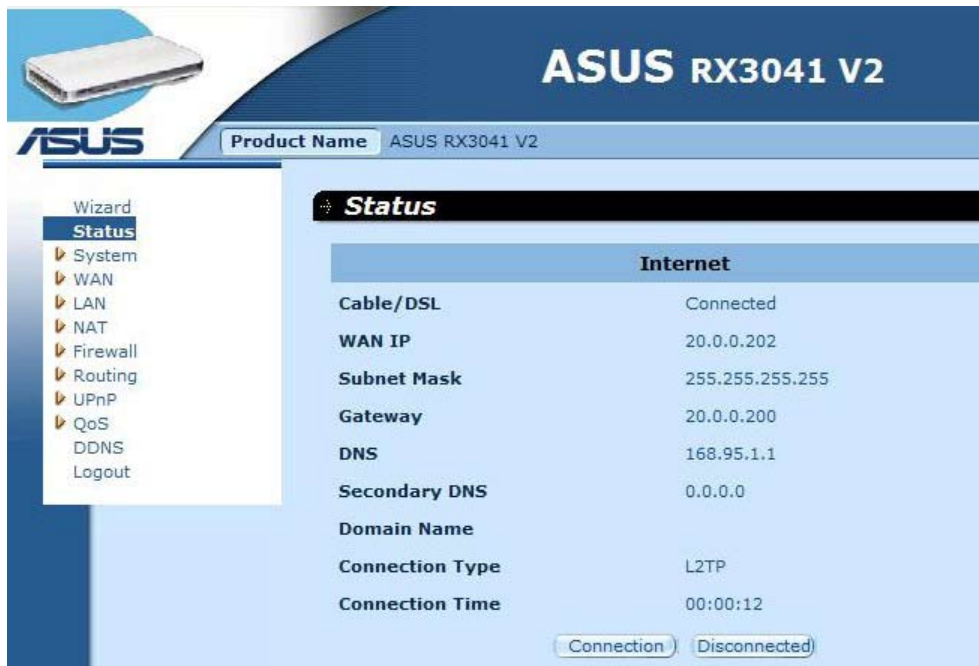 ASUS RX3041 V2
ASUS
Product Name ASUS RX3041 V2
Wizard
Status
System
WAN
LAN
NAT
Firewall
Routing
UPnP
QoS
DDNS
Logout
Status
Internet
Cable/DSL Connected
WAN IP 20.0.0.202
Subnet Mask 255.255.255.255
Gateway 20.0.0.200
DNS 168.95.1.1
Secondary DNS 0.0.0.0
Domain Name
Connection Type L2TP
Connection Time 00:00:12
Connection Disconnected